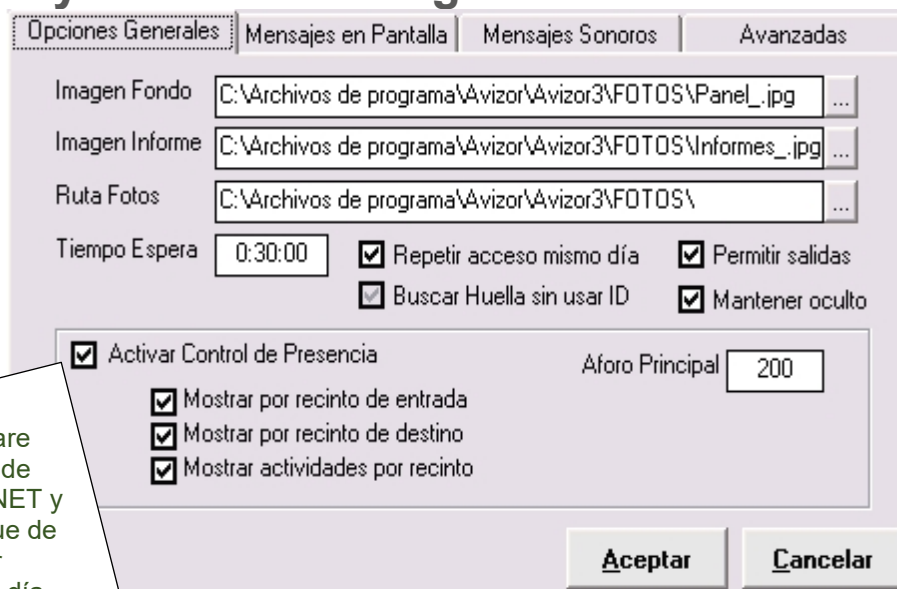 Opciones Generales Mensajes en Pantalla Mensajes Sonoros Avanzadas
Imagen Fondo C:\Archivos de programa\Avizor\Avizor3\FOTOS\Panel_.jpg ...
Imagen Informe C:\Archivos de programa\Avizor\Avizor3\FOTOS\Informes_.jpg ...
Ruta Fotos C:\Archivos de programa\Avizor\Avizor3\FOTOS\ ...
Tiempo Espera 0:30:00 Repetir acceso mismo día Permitir salidas
Buscar Huella sin usar ID Mantener oculto
Activar Control de Presencia Aforo Principal 200
Mostrar por recinto de entrada
Mostrar por recinto de destino
Mostrar actividades por recinto
de
NET y
de
día
Aceptar Cancelar